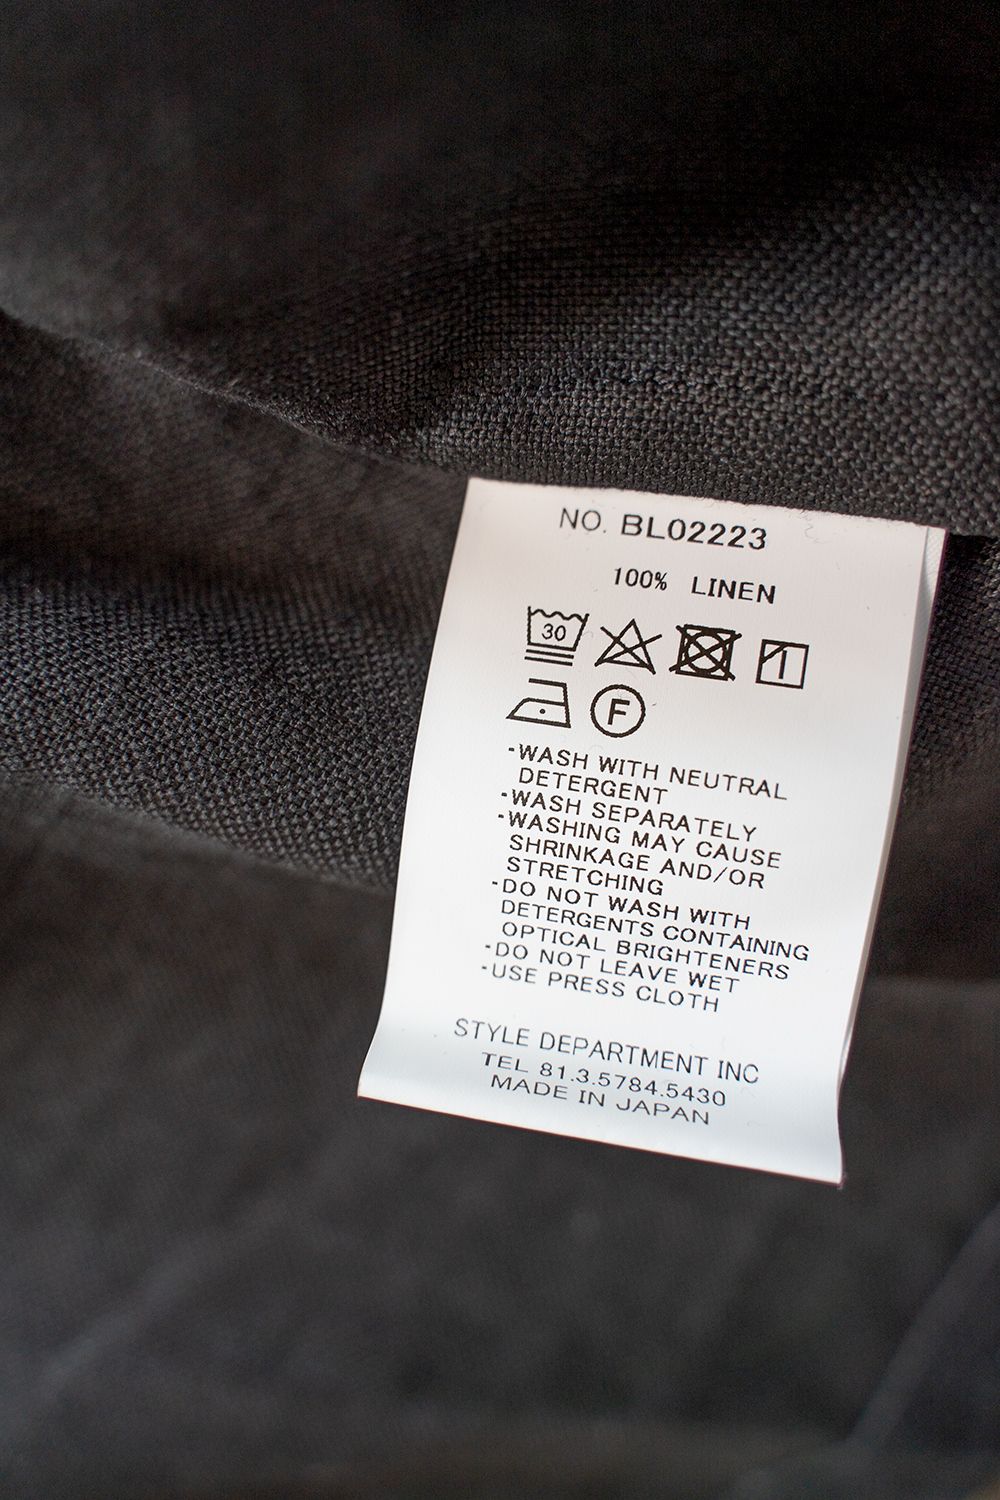 NO. BL02223
100% LINEN
30
F
-WASH WITH NEUTRAL
DETERGENT
-WASH SEPARATELY
-WASHING MAY CAUSE
SHRINKAGE AND/OR
STRETCHING
-DO NOT WASH WITH
DETERGENTS CONTAINING
OPTICAL BRIGHTENERS
-DO NOT LEAVE WET
-USE PRESS CLOTH
STYLE DEPARTMENT INC
TEL 81.3.5784.5430
MADE IN JAPAN